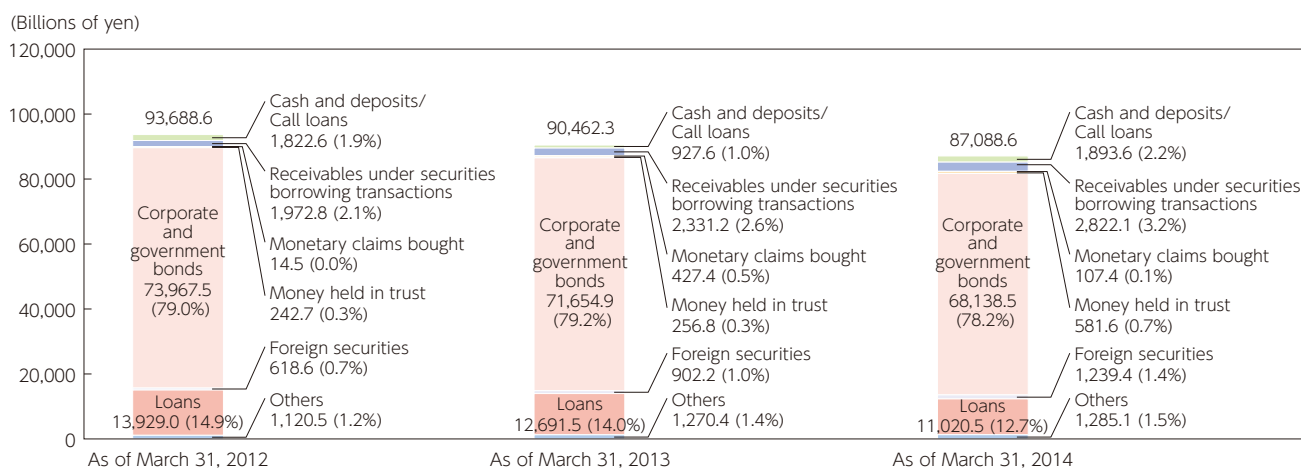 (Billions of yen)
120,000
100,000
80,000
60,000
40,000
20,000
0
93,688.6
Cash and deposits/
Call loans
1,822.6 (1.9%)
Receivables under securities
borrowing transactions
1,972.8 (2.1%)
Monetary claims bought
14.5 (0.0%)
Money held in trust
242.7 (0.3%)
Corporate
and
government
bonds
73,967.5
(79.0%)
Foreign securities
618.6 (0.7%)
Loans
13,929.0 (14.9%)
Others
1,120.5 (1.2%)
As of March 31, 2012
90,462.3
Cash and deposits/
Call loans
927.6 (1.0%)
Receivables under securities
borrowing transactions
2,331.2 (2.6%)
Monetary claims bought
427.4 (0.5%)
Money held in trust
256.8 (0.3%)
Corporate
and
government
bonds
71,654.9
(79.2%)
Foreign securities
902.2 (1.0%)
Loans
12,691.5 (14.0%)
Others
1,270.4 (1.4%)
As of March 31, 2013
87,088.6
Cash and deposits/
Call loans
1,893.6 (2.2%)
Receivables under securities
borrowing transactions
2,822.1 (3.2%)
Monetary claims bought
107.4 (0.1%)
Money held in trust
581.6 (0.7%)
Corporate
and
government
bonds
68,138.5
(78.2%)
Foreign securities
1,239.4 (1.4%)
Loans
11,020.5 (12.7%)
Others
1,285.1 (1.5%)
As of March 31, 2014